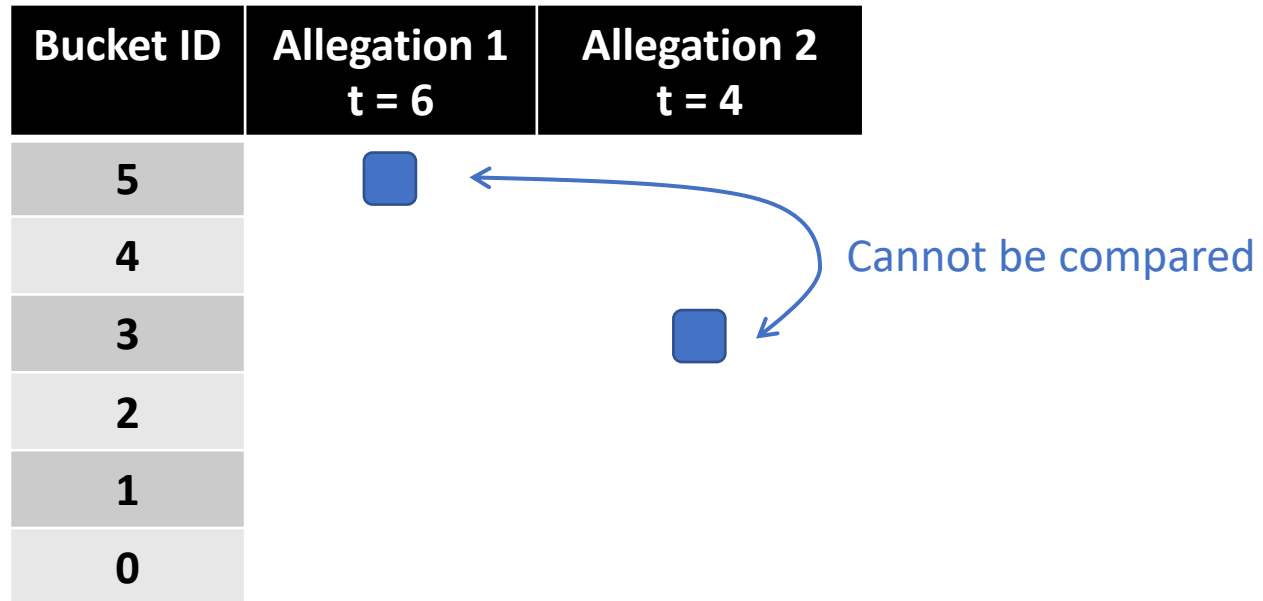 Bucket ID
Allegation 1
t = 6
Allegation 2
t = 4
5
4
Cannot be compared
3
2
1
0